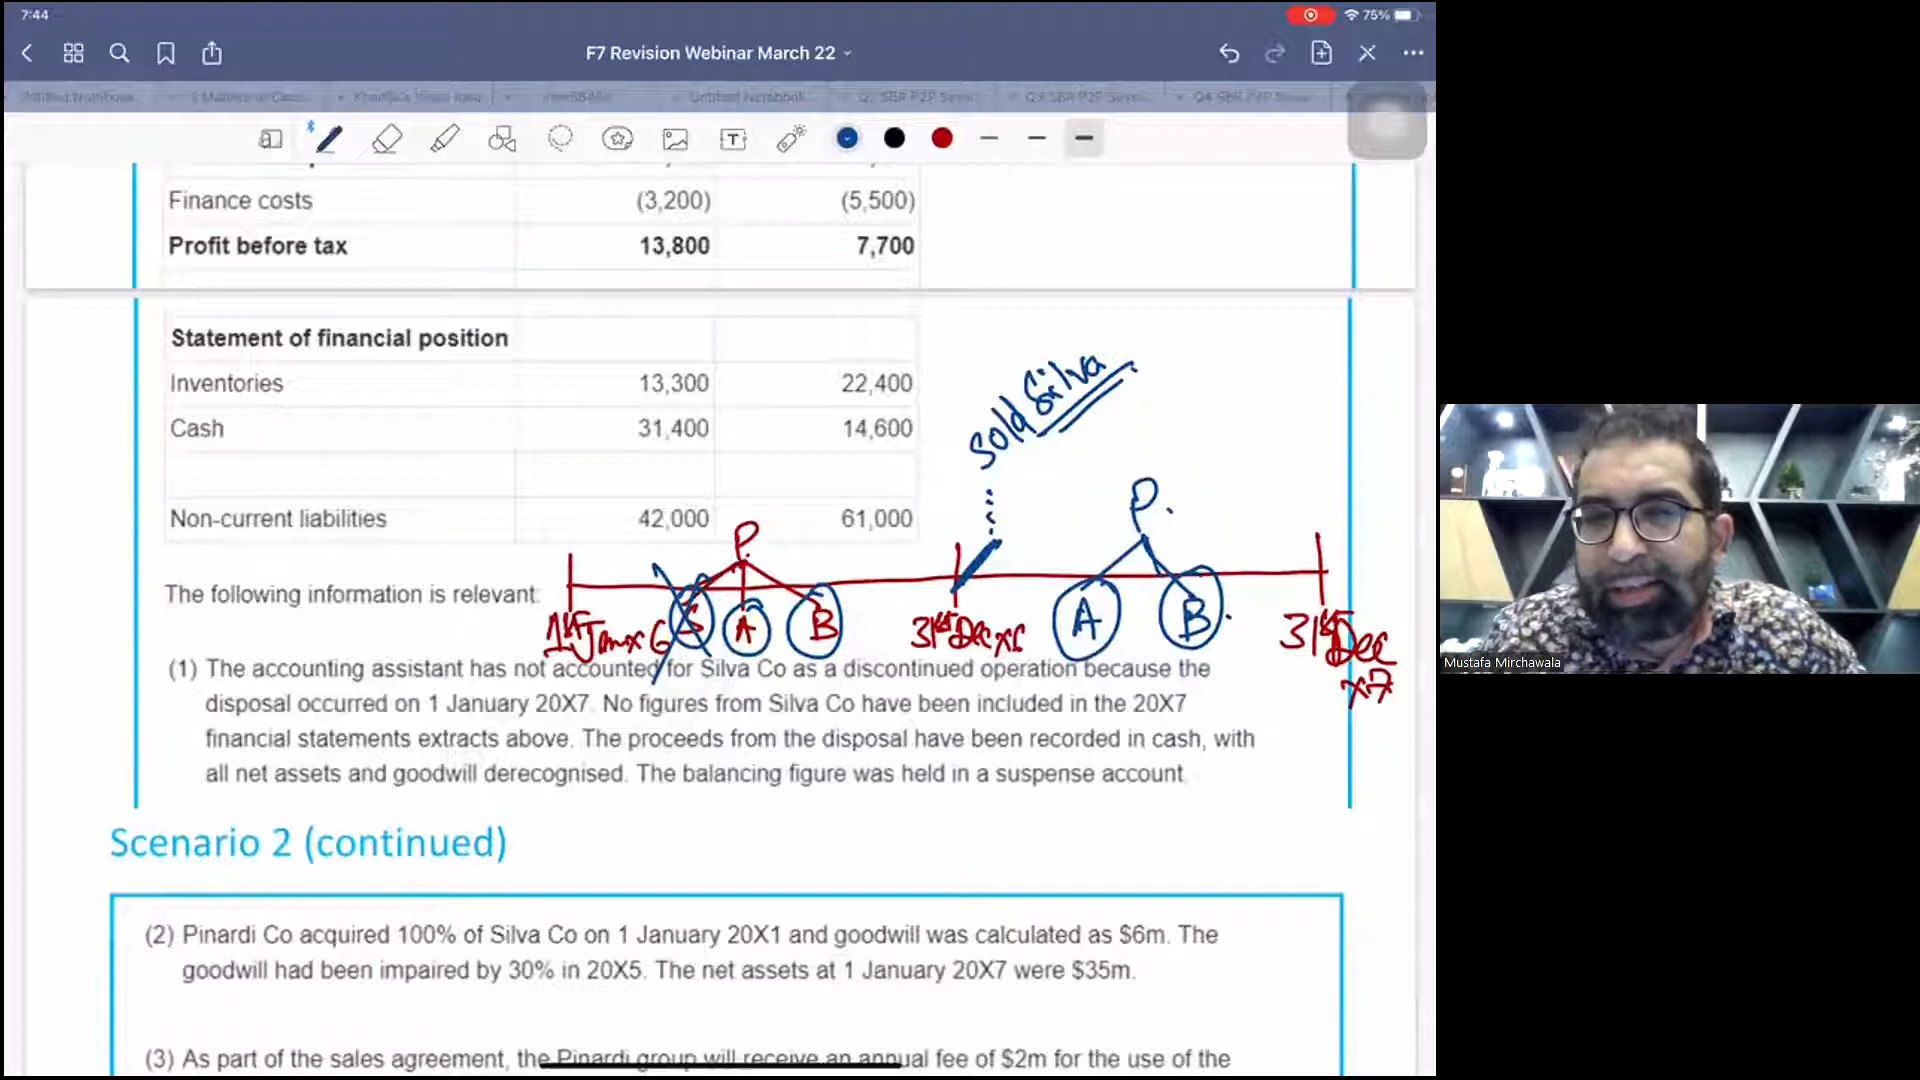 7:44
75%
F7 Revision Webinar March 22
Finance costs (3,200) (5,500)
Profit before tax 13,800 7,700
Statement of financial position
Inventories 13,300 22,400
Cash 31,400 14,600
Non-current liabilities 42,000 61,000
sold Silva
P.
P.
The following information is relevant:
1st Jan x6 S A B 31st Dec x6 A B 31st Dec x7
(1) The accounting assistant has not accounted for Silva Co as a discontinued operation because the
disposal occurred on 1 January 20X7. No figures from Silva Co have been included in the 20X7
financial statements extracts above. The proceeds from the disposal have been recorded in cash, with
all net assets and goodwill derecognised. The balancing figure was held in a suspense account.
Scenario 2 (continued)
(2) Pinardi Co acquired 100% of Silva Co on 1 January 20X1 and goodwill was calculated as $6m. The
goodwill had been impaired by 30% in 20X5. The net assets at 1 January 20X7 were $35m.
(3) As part of the sales agreement, the Pinardi group will receive an annual fee of $2m for the use of the
Mustafa Mirchawala